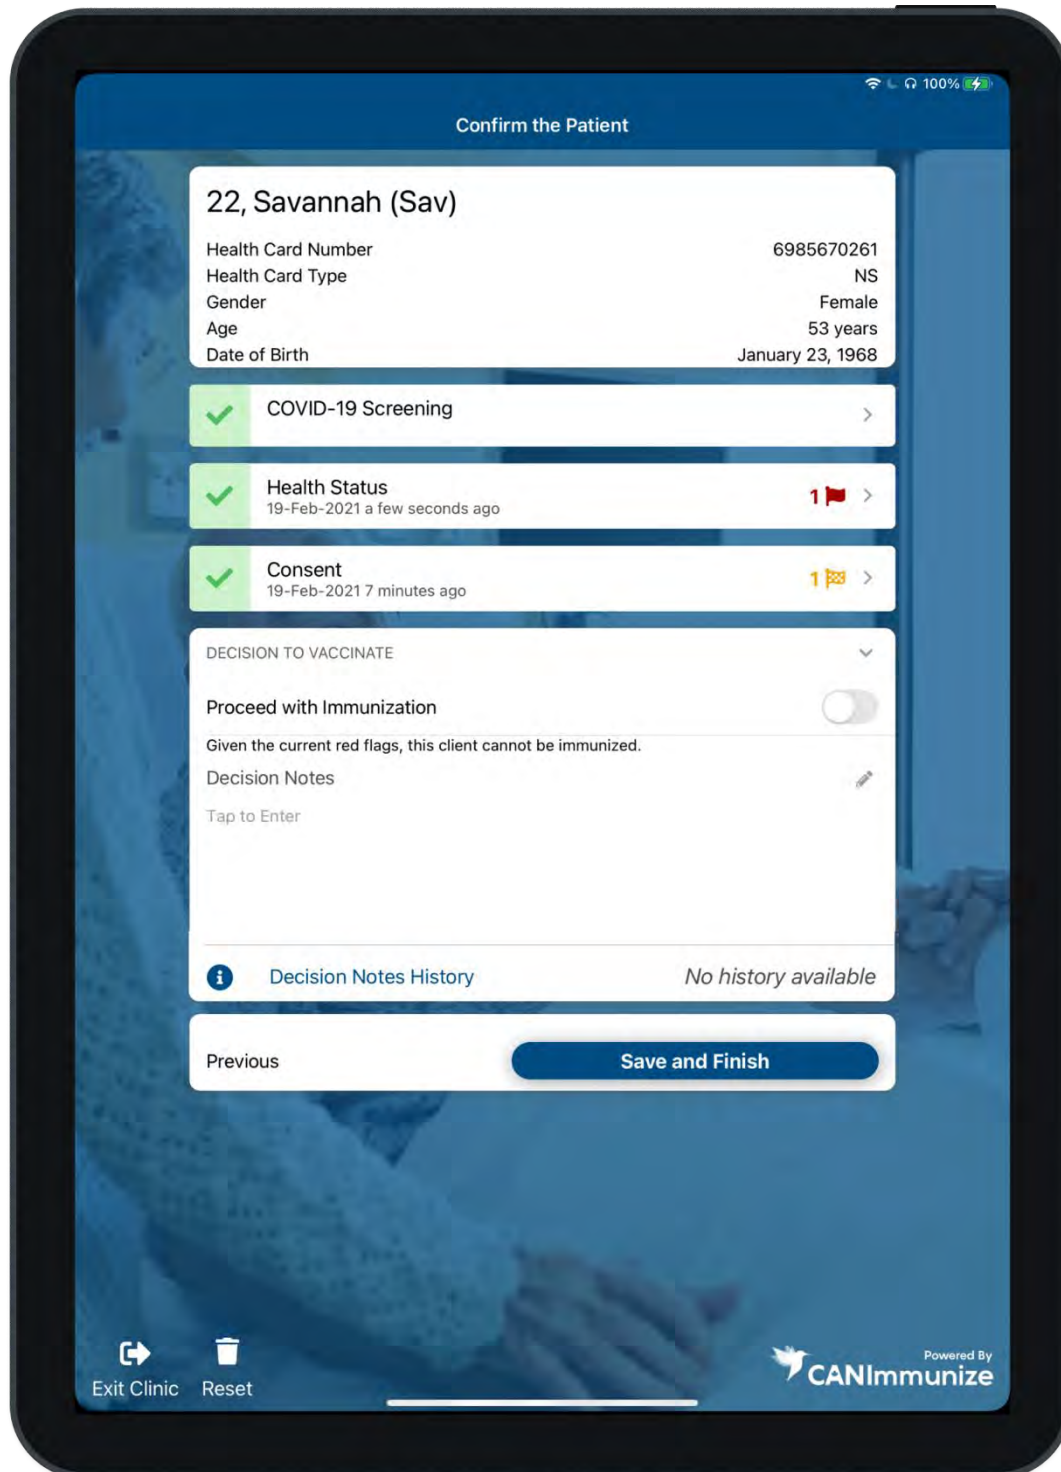 100%
Confirm the Patient
22, Savannah (Sav)
Health Card Number 6985670261
Health Card Type NS
Gender Female
Age 53 years
Date of Birth January 23, 1968
COVID-19 Screening
Health Status
19-Feb-2021 a few seconds ago
1
Consent
19-Feb-2021 7 minutes ago
1
DECISION TO VACCINATE
Proceed with Immunization
Given the current red flags, this client cannot be immunized.
Decision Notes
Tap to Enter
Decision Notes History No history available
Previous Save and Finish
Exit Clinic Reset
Powered By
CANImmunize